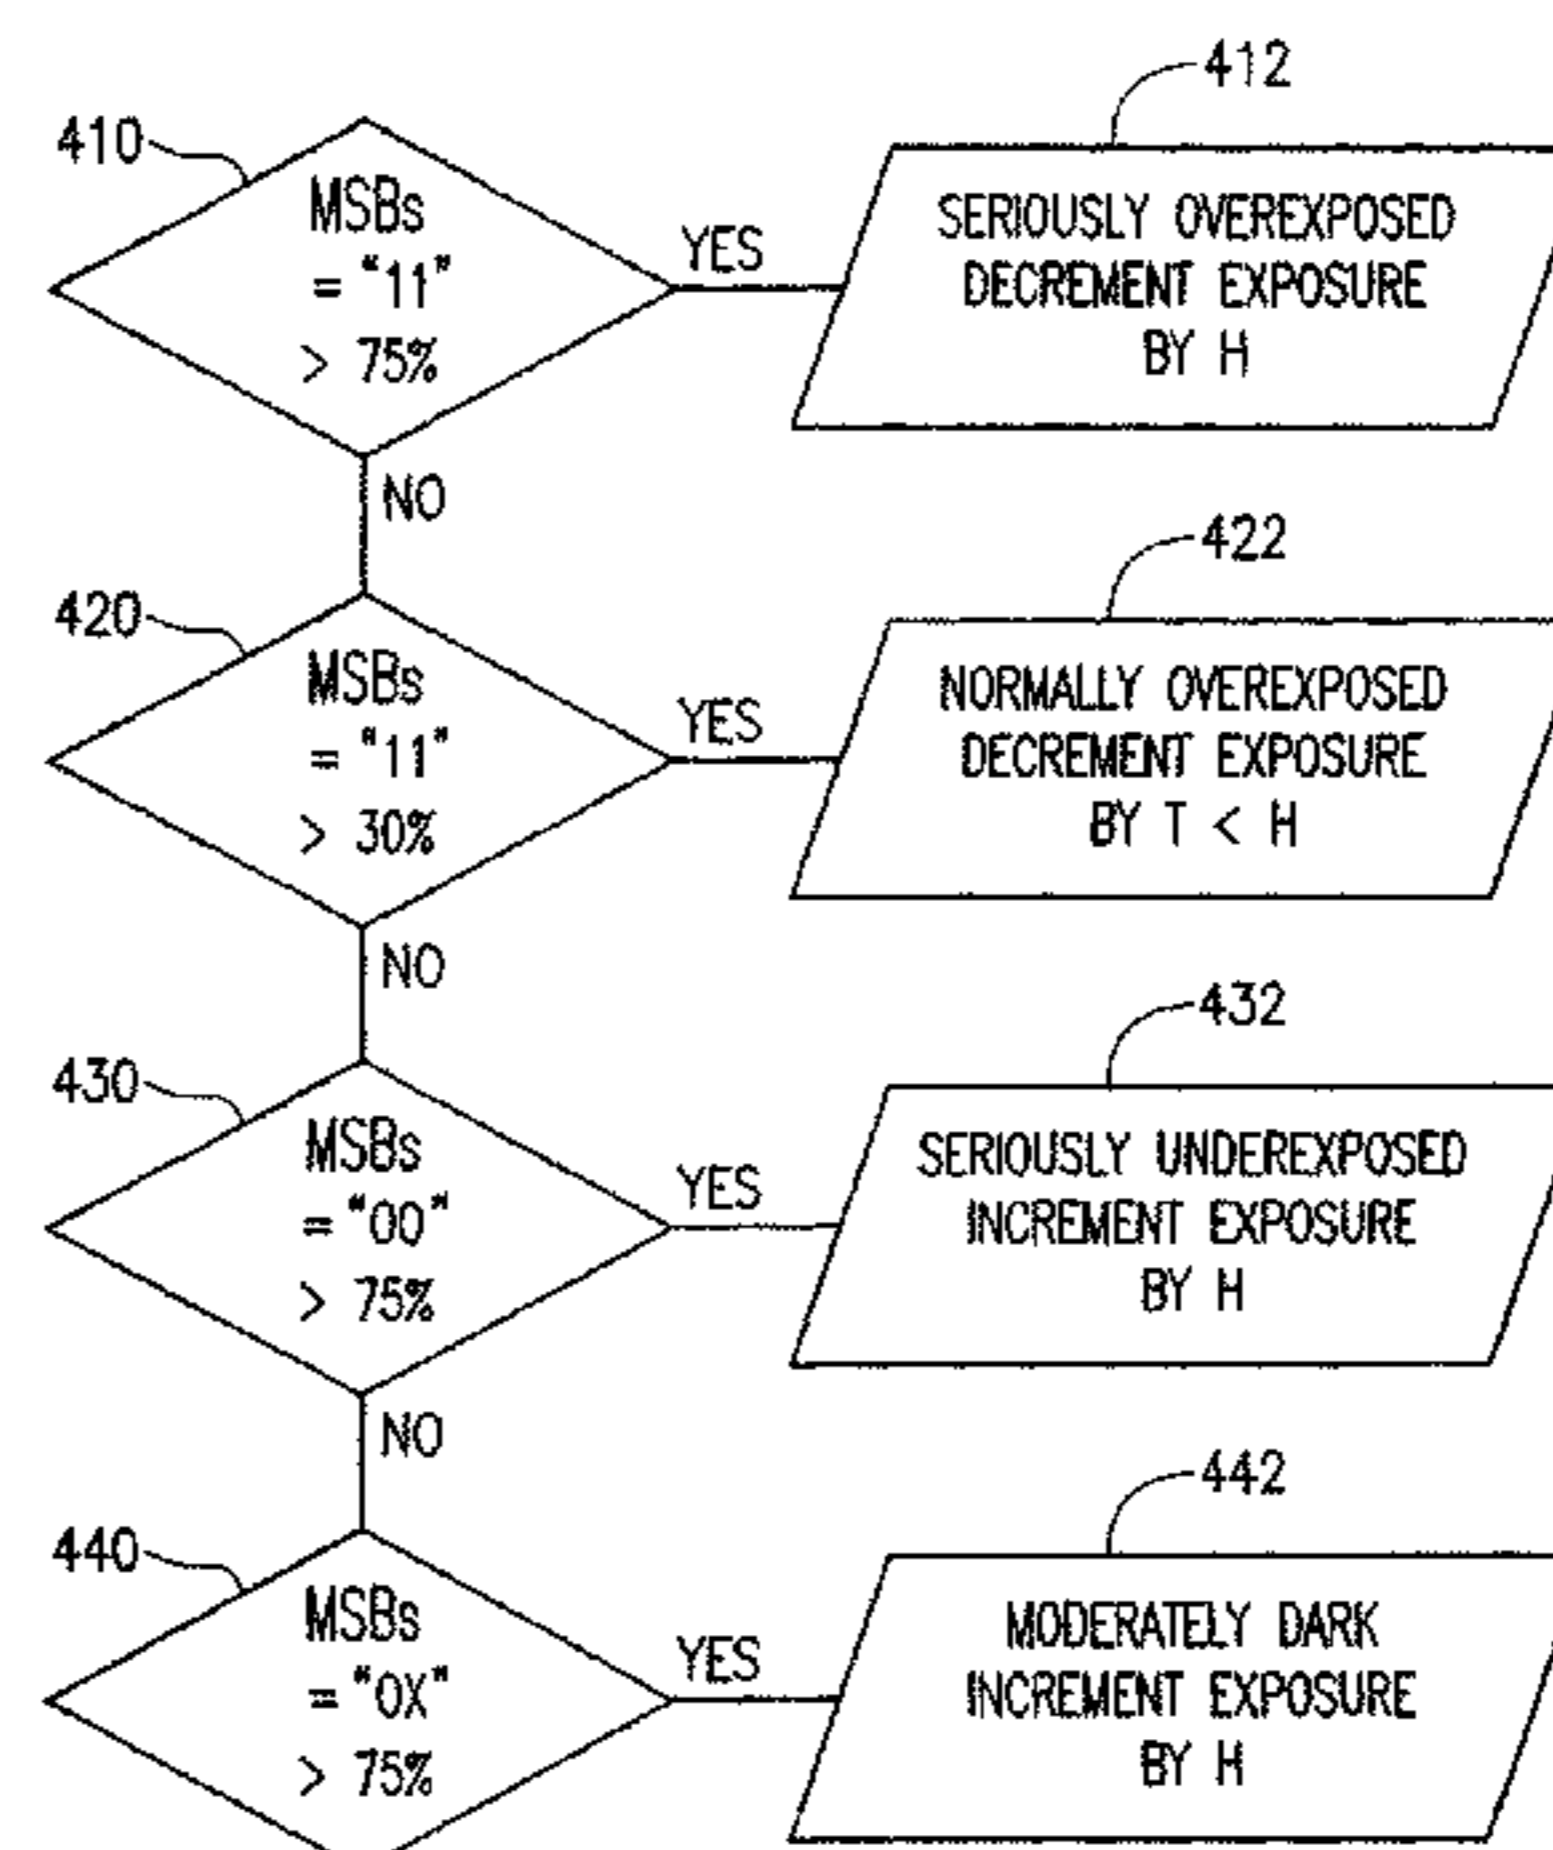 412
410
MSBs
= "11"
> 75%
YES
SERIOUSLY OVEREXPOSED
DECREMENT EXPOSURE
BY H
NO
422
420
MSBs
= "11"
> 30%
YES
NORMALLY OVEREXPOSED
DECREMENT EXPOSURE
BY T < H
NO
432
430
MSBs
= "00"
> 75%
YES
SERIOUSLY UNDEREXPOSED
INCREMENT EXPOSURE
BY H
NO
442
440
MSBs
= "0X"
> 75%
YES
MODERATELY DARK
INCREMENT EXPOSURE
BY H